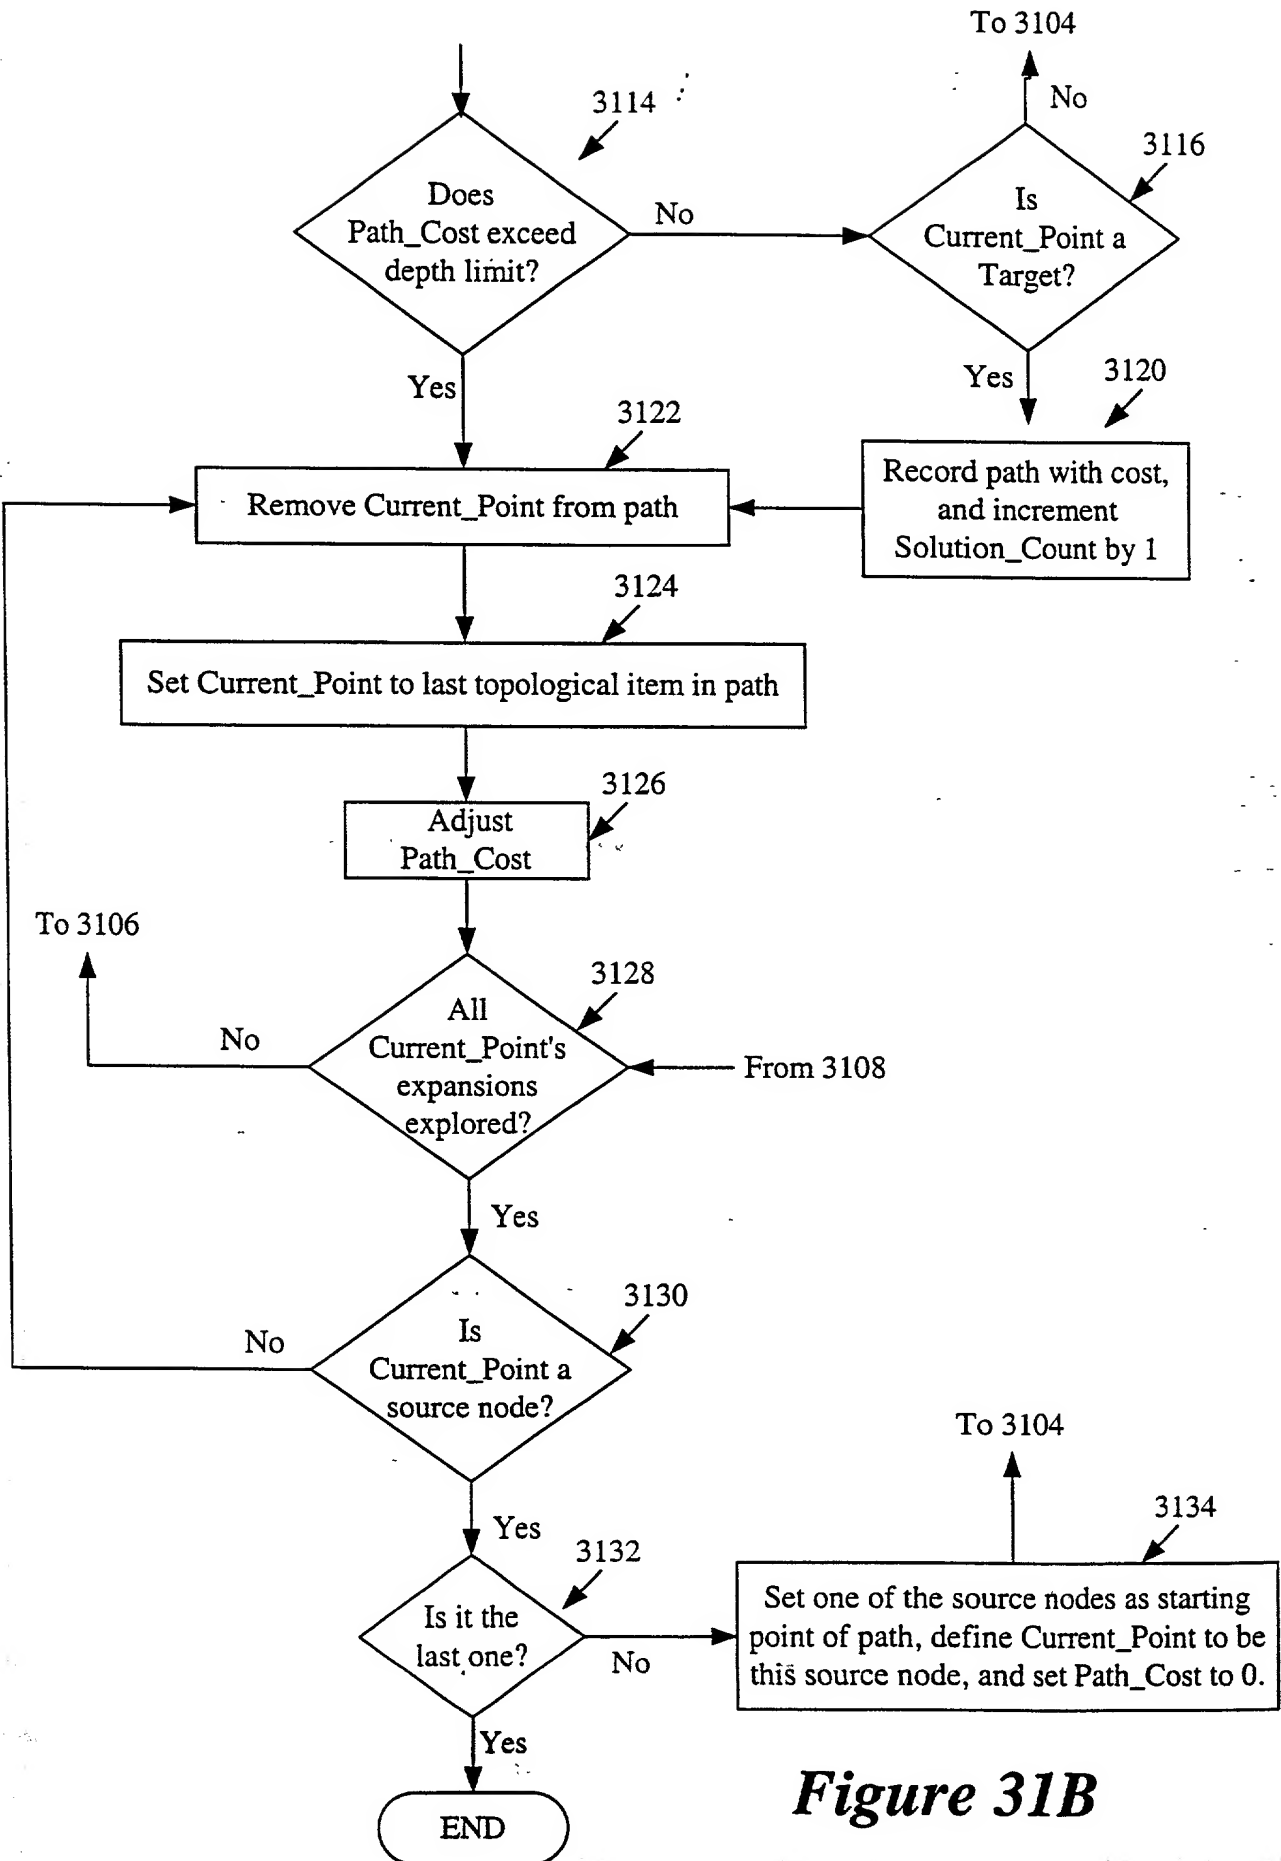 To 3104
No
3114
3116
Does
Path_Cost exceed
depth limit?
No
Is
Current_Point a
Target?
Yes
Yes
3120
3122
Remove Current_Point from path
Record path with cost,
and increment
Solution_Count by 1
3124
Set Current_Point to last topological item in path
3126
Adjust
Path_Cost
To 3106
3128
No
All
Current_Point's
expansions
explored?
From 3108
Yes
3130
No
Is
Current_Point a
source node?
To 3104
Yes
3132
3134
Is it the
last one?
No
Set one of the source nodes as starting
point of path, define Current_Point to be
this source node, and set Path_Cost to 0.
Yes
END
Figure 31B